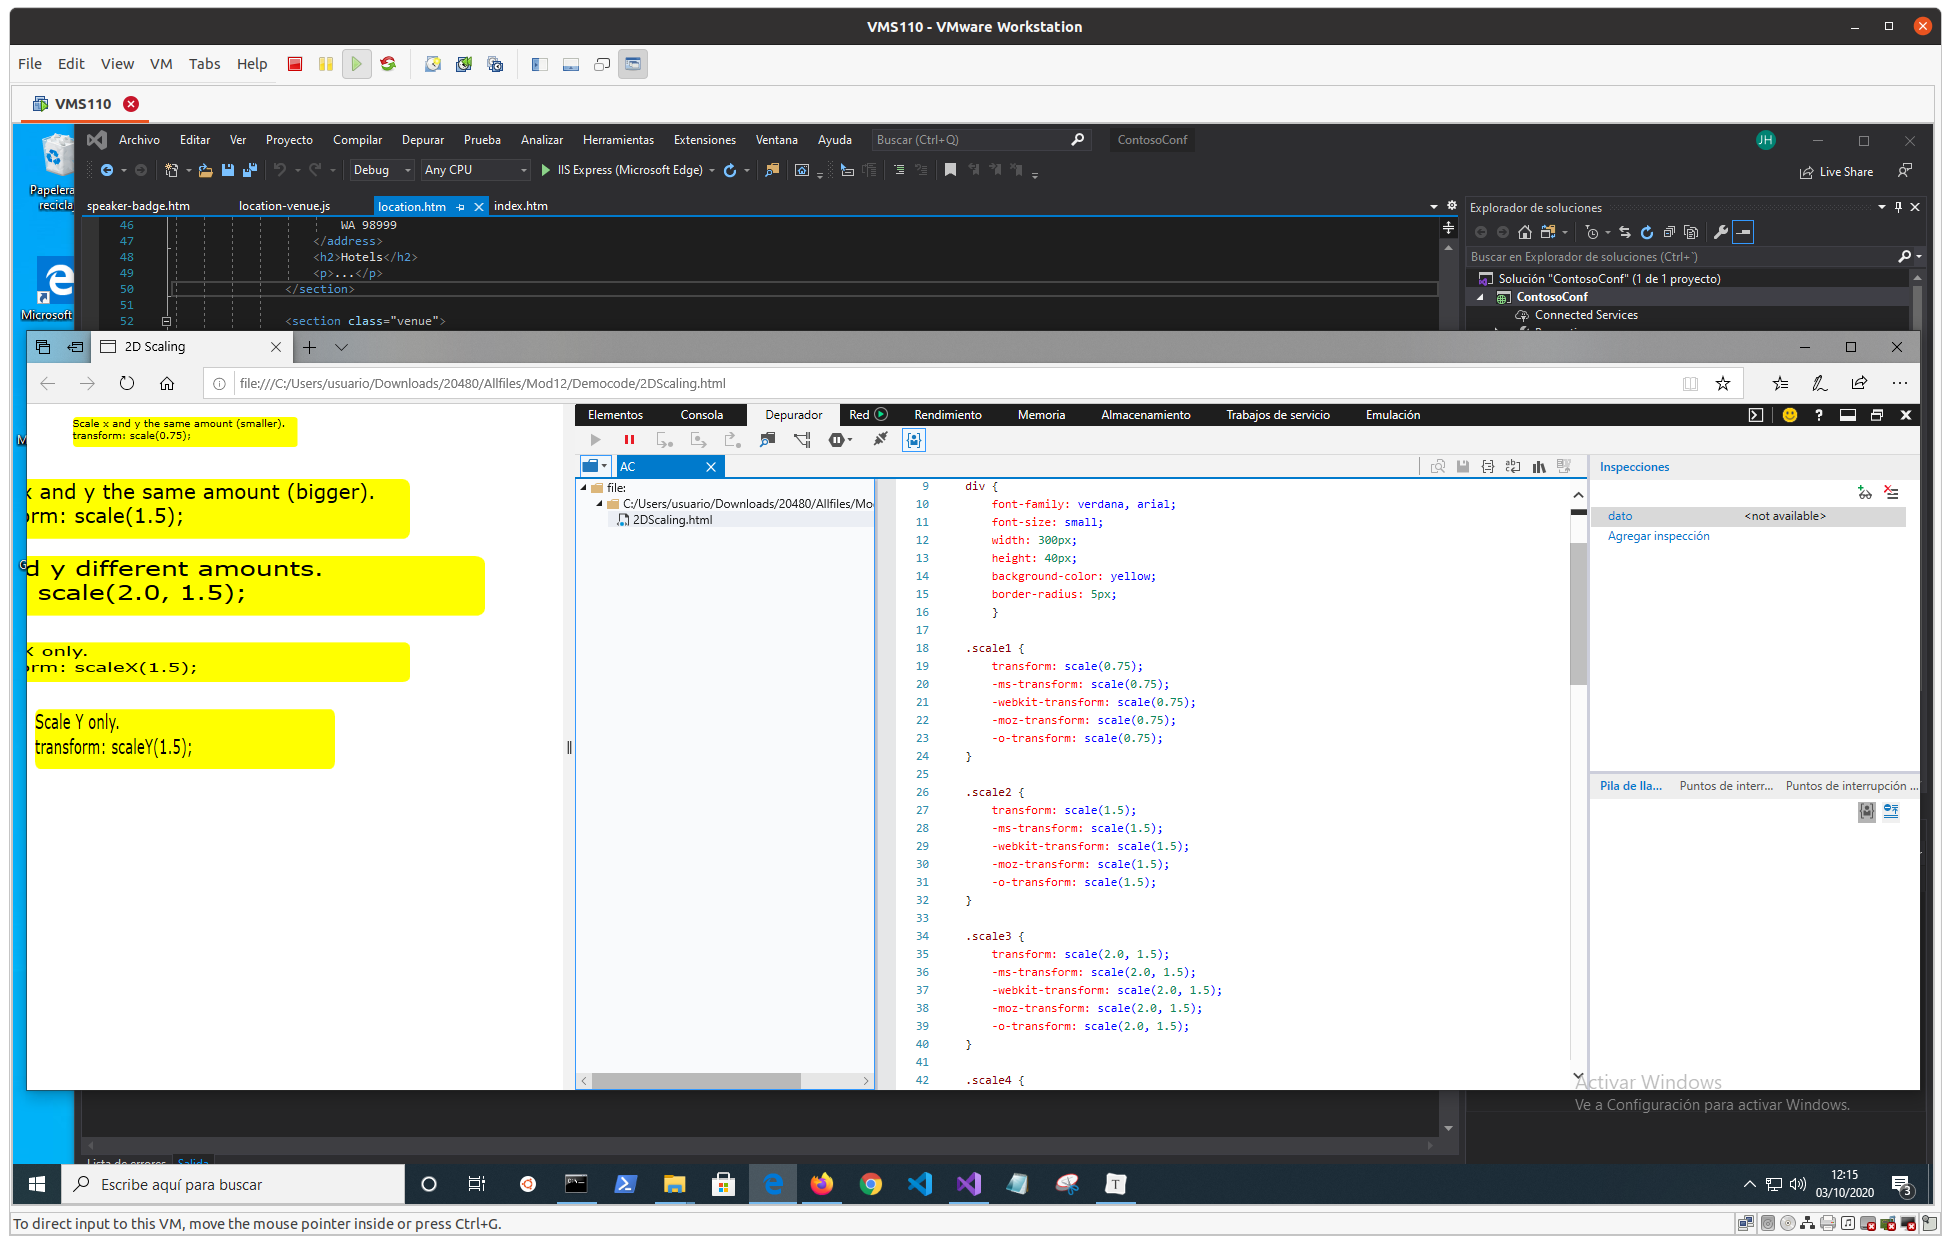 VMS110 - VMware Workstation
File Edit View VM Tabs Help
VMS110
Archivo Editar Ver Proyecto Compilar Depurar Prueba Analizar Herramientas Extensiones Ventana Ayuda Buscar (Ctrl+Q) ContosoConf JH
Debug Any CPU IIS Express (Microsoft Edge) Live Share
Papelera
recicla
Microsoft
speaker-badge.htm location-venue.js location.htm index.htm
46 WA 98999
47 </address>
48 <h2>Hotels</h2>
49 <p>...</p>
50 </section>
51
52 <section class="venue">
Explorador de soluciones
Buscar en Explorador de soluciones (Ctrl+`)
Solución "ContosoConf" (1 de 1 proyecto)
ContosoConf
Connected Services
2D Scaling
file:///C:/Users/usuario/Downloads/20480/Allfiles/Mod12/Democode/2DScaling.html
Scale x and y the same amount (smaller).
transform: scale(0.75);
x and y the same amount (bigger).
orm: scale(1.5);
d y different amounts.
scale(2.0, 1.5);
X only.
orm: scaleX(1.5);
Scale Y only.
transform: scaleY(1.5);
Elementos Consola Depurador Red Rendimiento Memoria Almacenamiento Trabajos de servicio Emulación
AC
file:
C:/Users/usuario/Downloads/20480/Allfiles/Mo
2DScaling.html
9 div {
10 font-family: verdana, arial;
11 font-size: small;
12 width: 300px;
13 height: 40px;
14 background-color: yellow;
15 border-radius: 5px;
16 }
17
18 .scale1 {
19 transform: scale(0.75);
20 -ms-transform: scale(0.75);
21 -webkit-transform: scale(0.75);
22 -moz-transform: scale(0.75);
23 -o-transform: scale(0.75);
24 }
25
26 .scale2 {
27 transform: scale(1.5);
28 -ms-transform: scale(1.5);
29 -webkit-transform: scale(1.5);
30 -moz-transform: scale(1.5);
31 -o-transform: scale(1.5);
32 }
33
34 .scale3 {
35 transform: scale(2.0, 1.5);
36 -ms-transform: scale(2.0, 1.5);
37 -webkit-transform: scale(2.0, 1.5);
38 -moz-transform: scale(2.0, 1.5);
39 -o-transform: scale(2.0, 1.5);
40 }
41
42 .scale4 {
Inspecciones
dato <not available>
Agregar inspección
Pila de lla... Puntos de interr... Puntos de interrupción ...
Activar Windows
Ve a Configuración para activar Windows.
Lista de errores Salida
Escribe aquí para buscar
12:15
03/10/2020
3
To direct input to this VM, move the mouse pointer inside or press Ctrl+G.